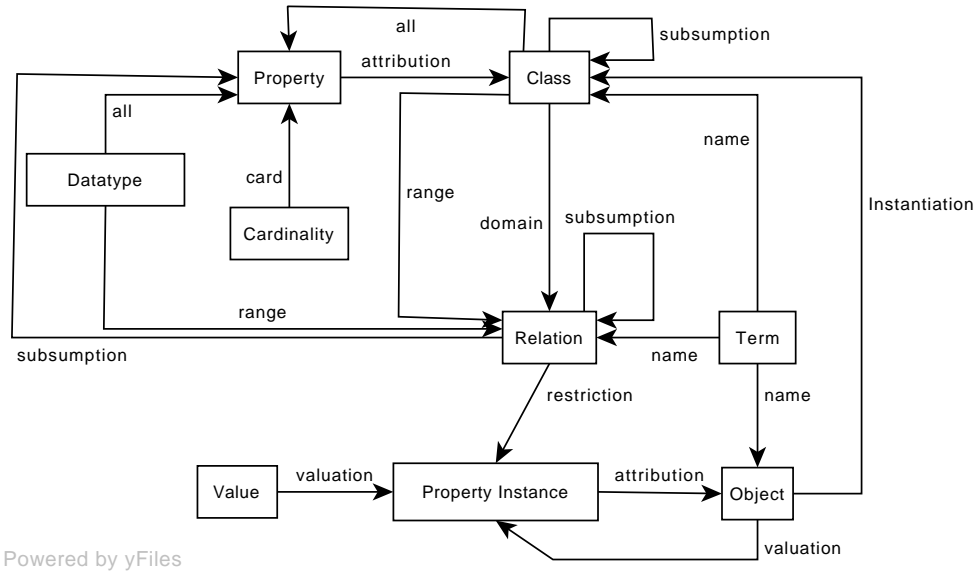 all
subsumption
Property
attribution
Class
all
name
Datatype
card
range
Instantiation
Cardinality
domain
subsumption
range
Relation
Term
subsumption
name
restriction
name
Value
valuation
Property Instance
attribution
Object
valuation
Powered by yFiles